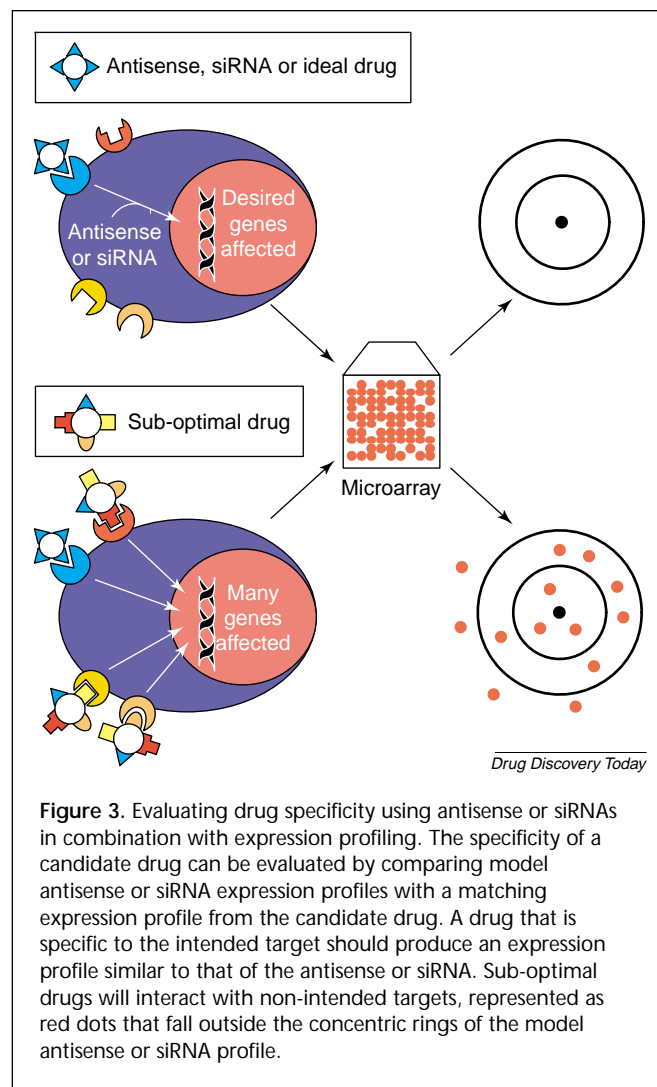 Antisense, siRNA or ideal drug
Desired
genes
affected
Antisense
or siRNA
Sub-optimal drug
Microarray
Many
genes
affected
Drug Discovery Today
Figure 3. Evaluating drug specificity using antisense or siRNAs
in combination with expression profiling. The specificity of a
candidate drug can be evaluated by comparing model
antisense or siRNA expression profiles with a matching
expression profile from the candidate drug. A drug that is
specific to the intended target should produce an expression
profile similar to that of the antisense or siRNA. Sub-optimal
drugs will interact with non-intended targets, represented as
red dots that fall outside the concentric rings of the model
antisense or siRNA profile.